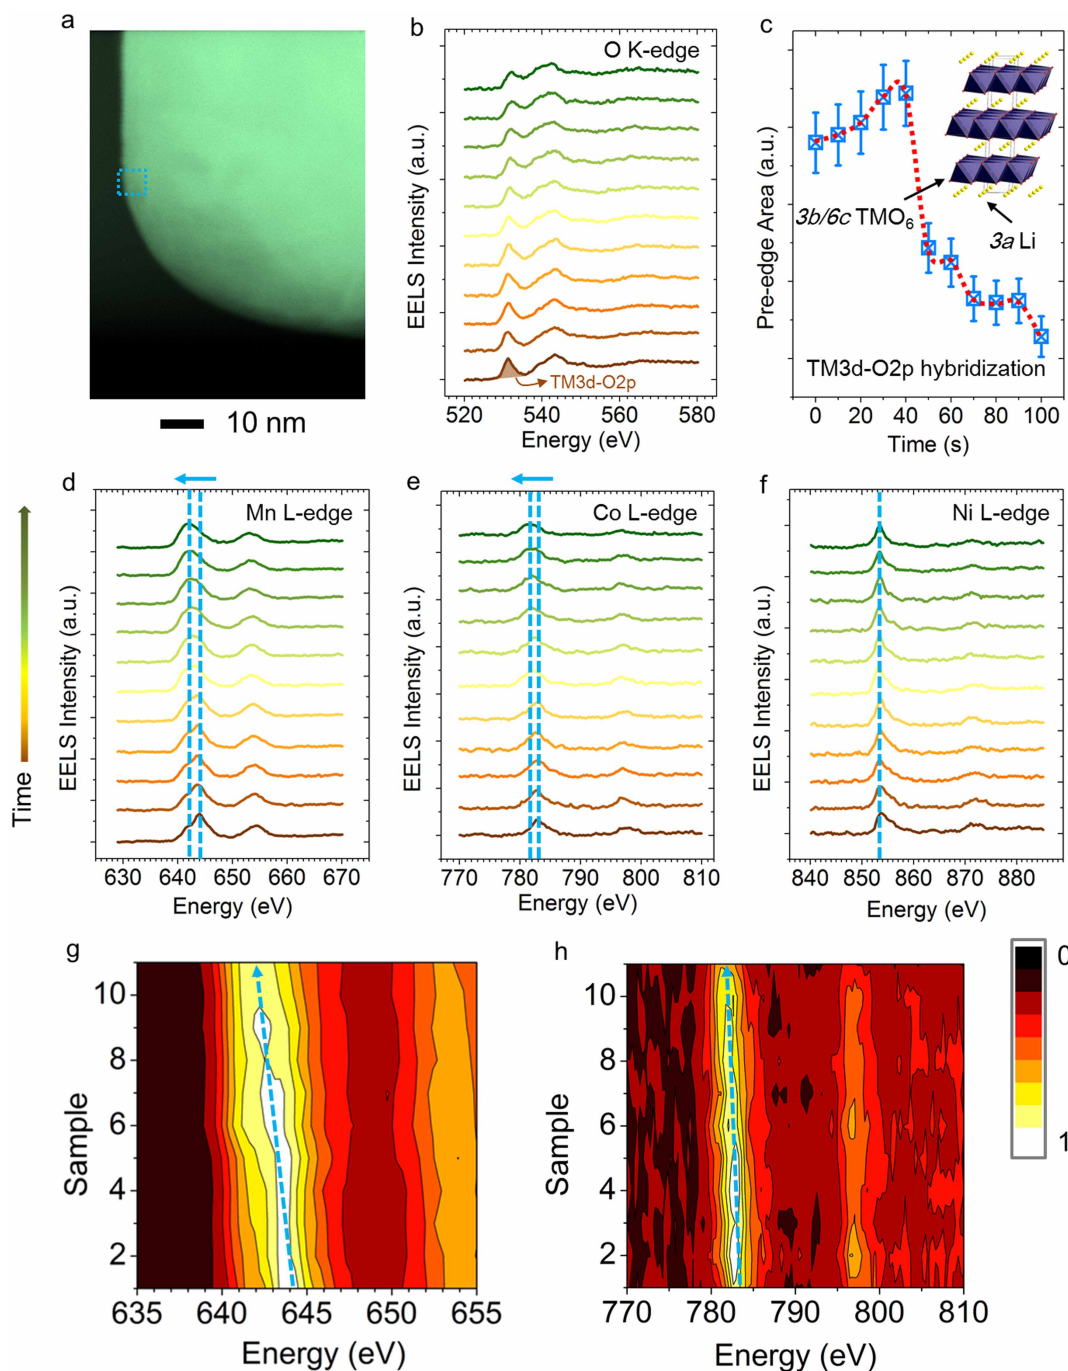 a
10 nm
b
O K-edge
EELS Intensity (a.u.)
TM3d-O2p
520 540 560 580
Energy (eV)
c
Pre-edge Area (a.u.)
3b/6c TMO6
3a Li
TM3d-O2p hybridization
0 20 40 60 80 100
Time (s)
Time
d
Mn L-edge
EELS Intensity (a.u.)
630 640 650 660 670
Energy (eV)
e
Co L-edge
EELS Intensity (a.u.)
770 780 790 800 810
Energy (eV)
f
Ni L-edge
EELS Intensity (a.u.)
840 850 860 870 880
Energy (eV)
g
Sample
10
8
6
4
2
635 640 645 650 655
Energy (eV)
h
Sample
10
8
6
4
2
770 780 790 800 810
Energy (eV)
0
1